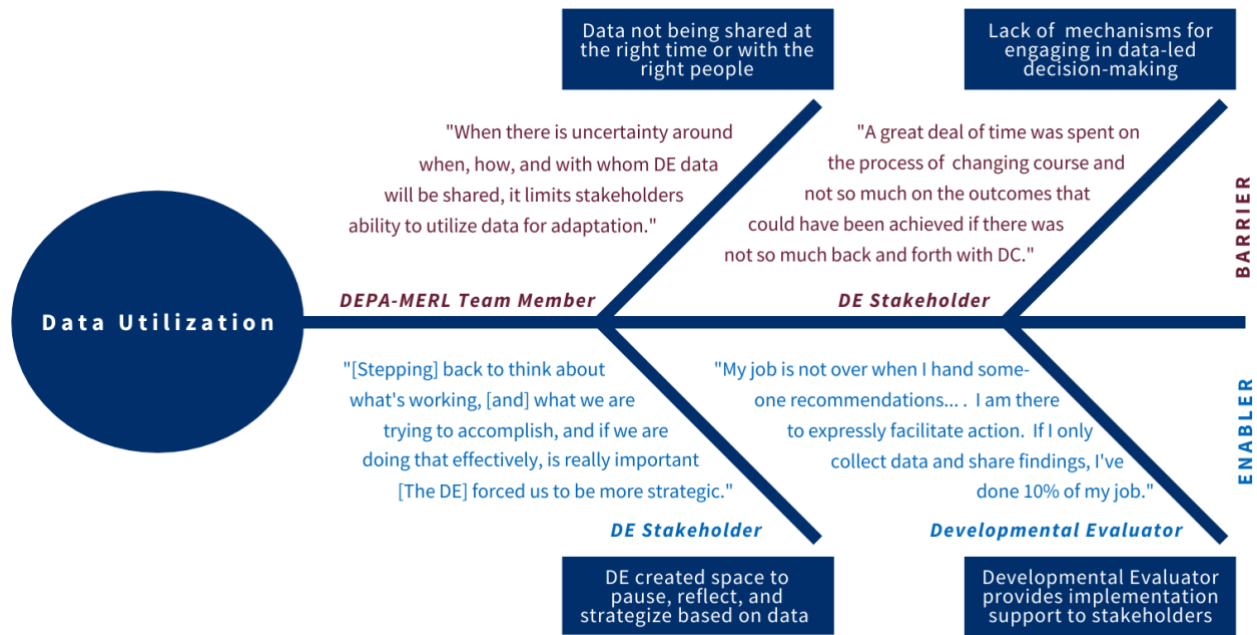 Data not being shared at
the right time or with the
right people
Lack of mechanisms for
engaging in data-led
decision-making
"When there is uncertainty around
when, how, and with whom DE data
will be shared, it limits stakeholders
ability to utilize data for adaptation."
DEPA-MERL Team Member
"A great deal of time was spent on
the process of changing course and
not so much on the outcomes that
could have been achieved if there was
not so much back and forth with DC."
DE Stakeholder
BARRIER
Data Utilization
"[Stepping] back to think about
what's working, [and] what we are
trying to accomplish, and if we are
doing that effectively, is really important
[The DE] forced us to be more strategic."
DE Stakeholder
"My job is not over when I hand some-
one recommendations... . I am there
to expressly facilitate action. If I only
collect data and share findings, I've
done 10% of my job."
Developmental Evaluator
ENABLER
DE created space to
pause, reflect, and
strategize based on data
Developmental Evaluator
provides implementation
support to stakeholders